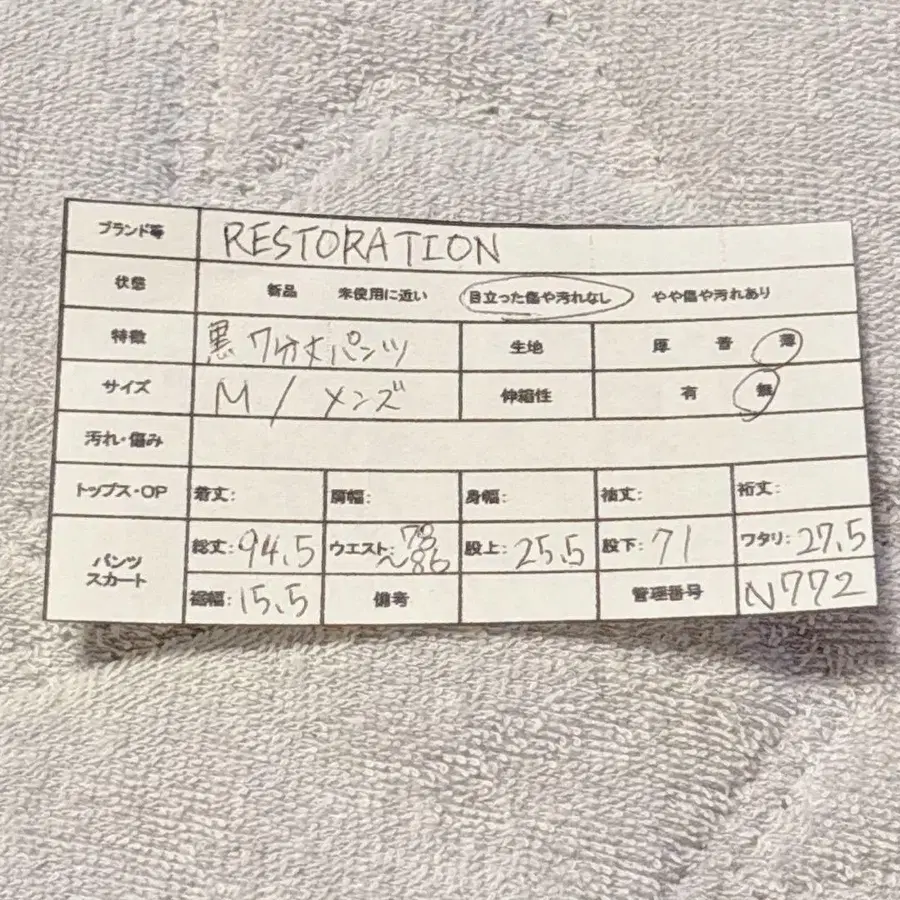 ブランド等 RESTORATION
状態 新品 未使用に近い 目立った傷や汚れなし やや傷や汚れあり
特徴 黒 7分丈パンツ 生地 厚 普 薄
サイズ M / メンズ 伸縮性 有 無
汚れ・傷み
トップス・OP 着丈: 肩幅: 身幅: 袖丈: 裄丈:
パンツ スカート 総丈: 94.5 ウエスト: 78~86 股上: 25.5 股下: 71 ワタリ: 27.5
裾幅: 15.5 備考 管理番号 N772